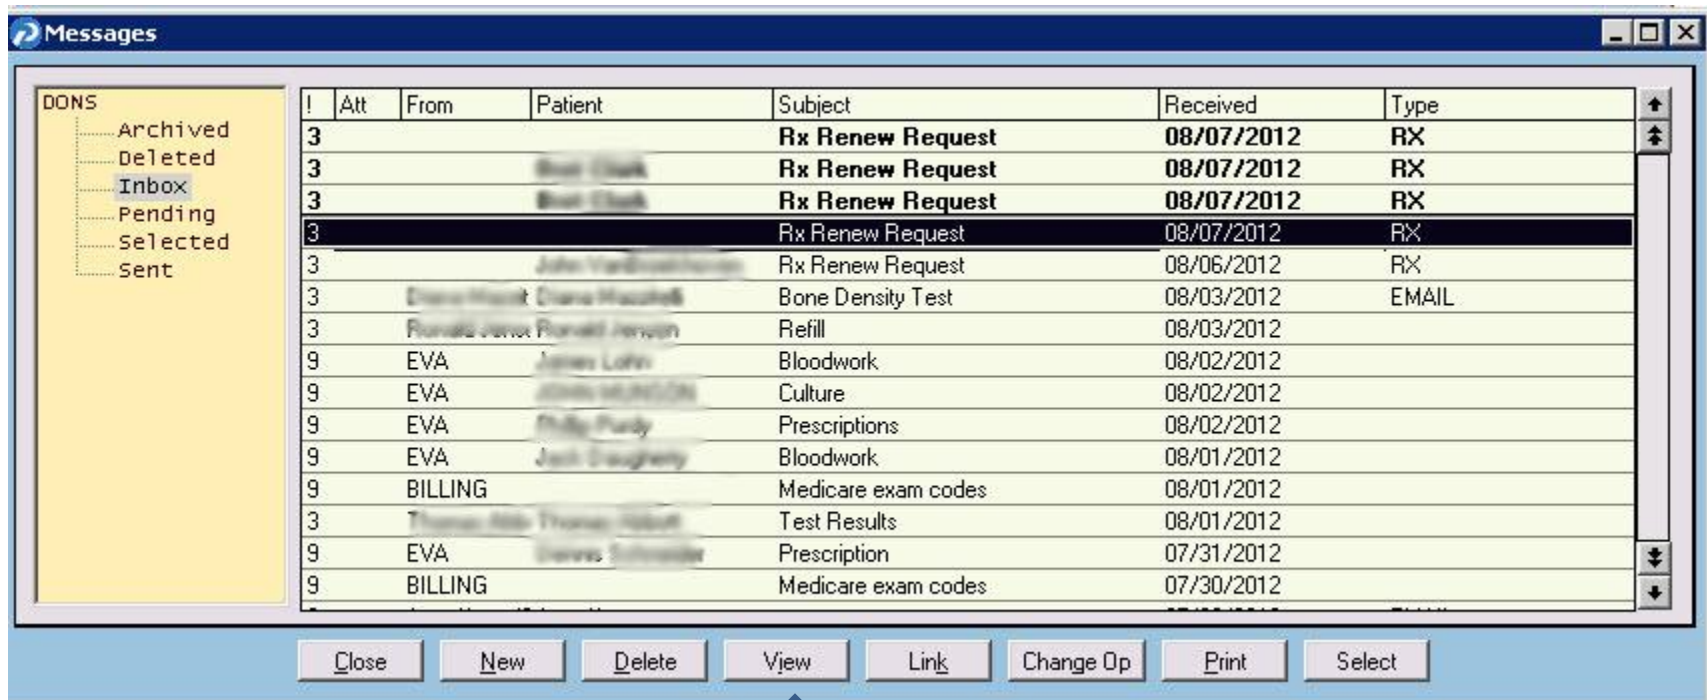 Messages
DONS
Archived
Deleted
Inbox
Pending
Selected
Sent
! Att From Patient Subject Received Type
3 Rx Renew Request 08/07/2012 RX
3 Rx Renew Request 08/07/2012 RX
3 Rx Renew Request 08/07/2012 RX
3 Rx Renew Request 08/07/2012 RX
3 Rx Renew Request 08/06/2012 RX
3 Bone Density Test 08/03/2012 EMAIL
3 Refill 08/03/2012
9 EVA Bloodwork 08/02/2012
9 EVA Culture 08/02/2012
9 EVA Prescriptions 08/02/2012
9 EVA Bloodwork 08/01/2012
9 BILLING Medicare exam codes 08/01/2012
3 Test Results 08/01/2012
9 EVA Prescription 07/31/2012
9 BILLING Medicare exam codes 07/30/2012
Close New Delete View Link Change Op Print Select